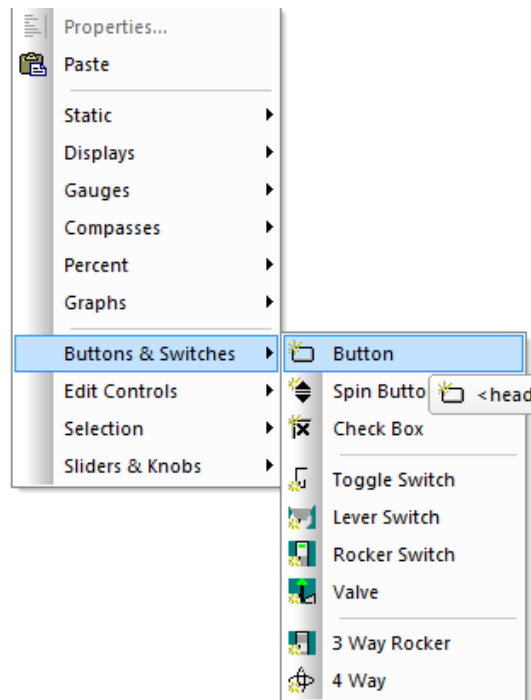 Properties...
Paste
Static
Displays
Gauges
Compasses
Percent
Graphs
Buttons & Switches
Edit Controls
Selection
Sliders & Knobs
Button
Spin Butto
<head
Check Box
Toggle Switch
Lever Switch
Rocker Switch
Valve
3 Way Rocker
4 Way